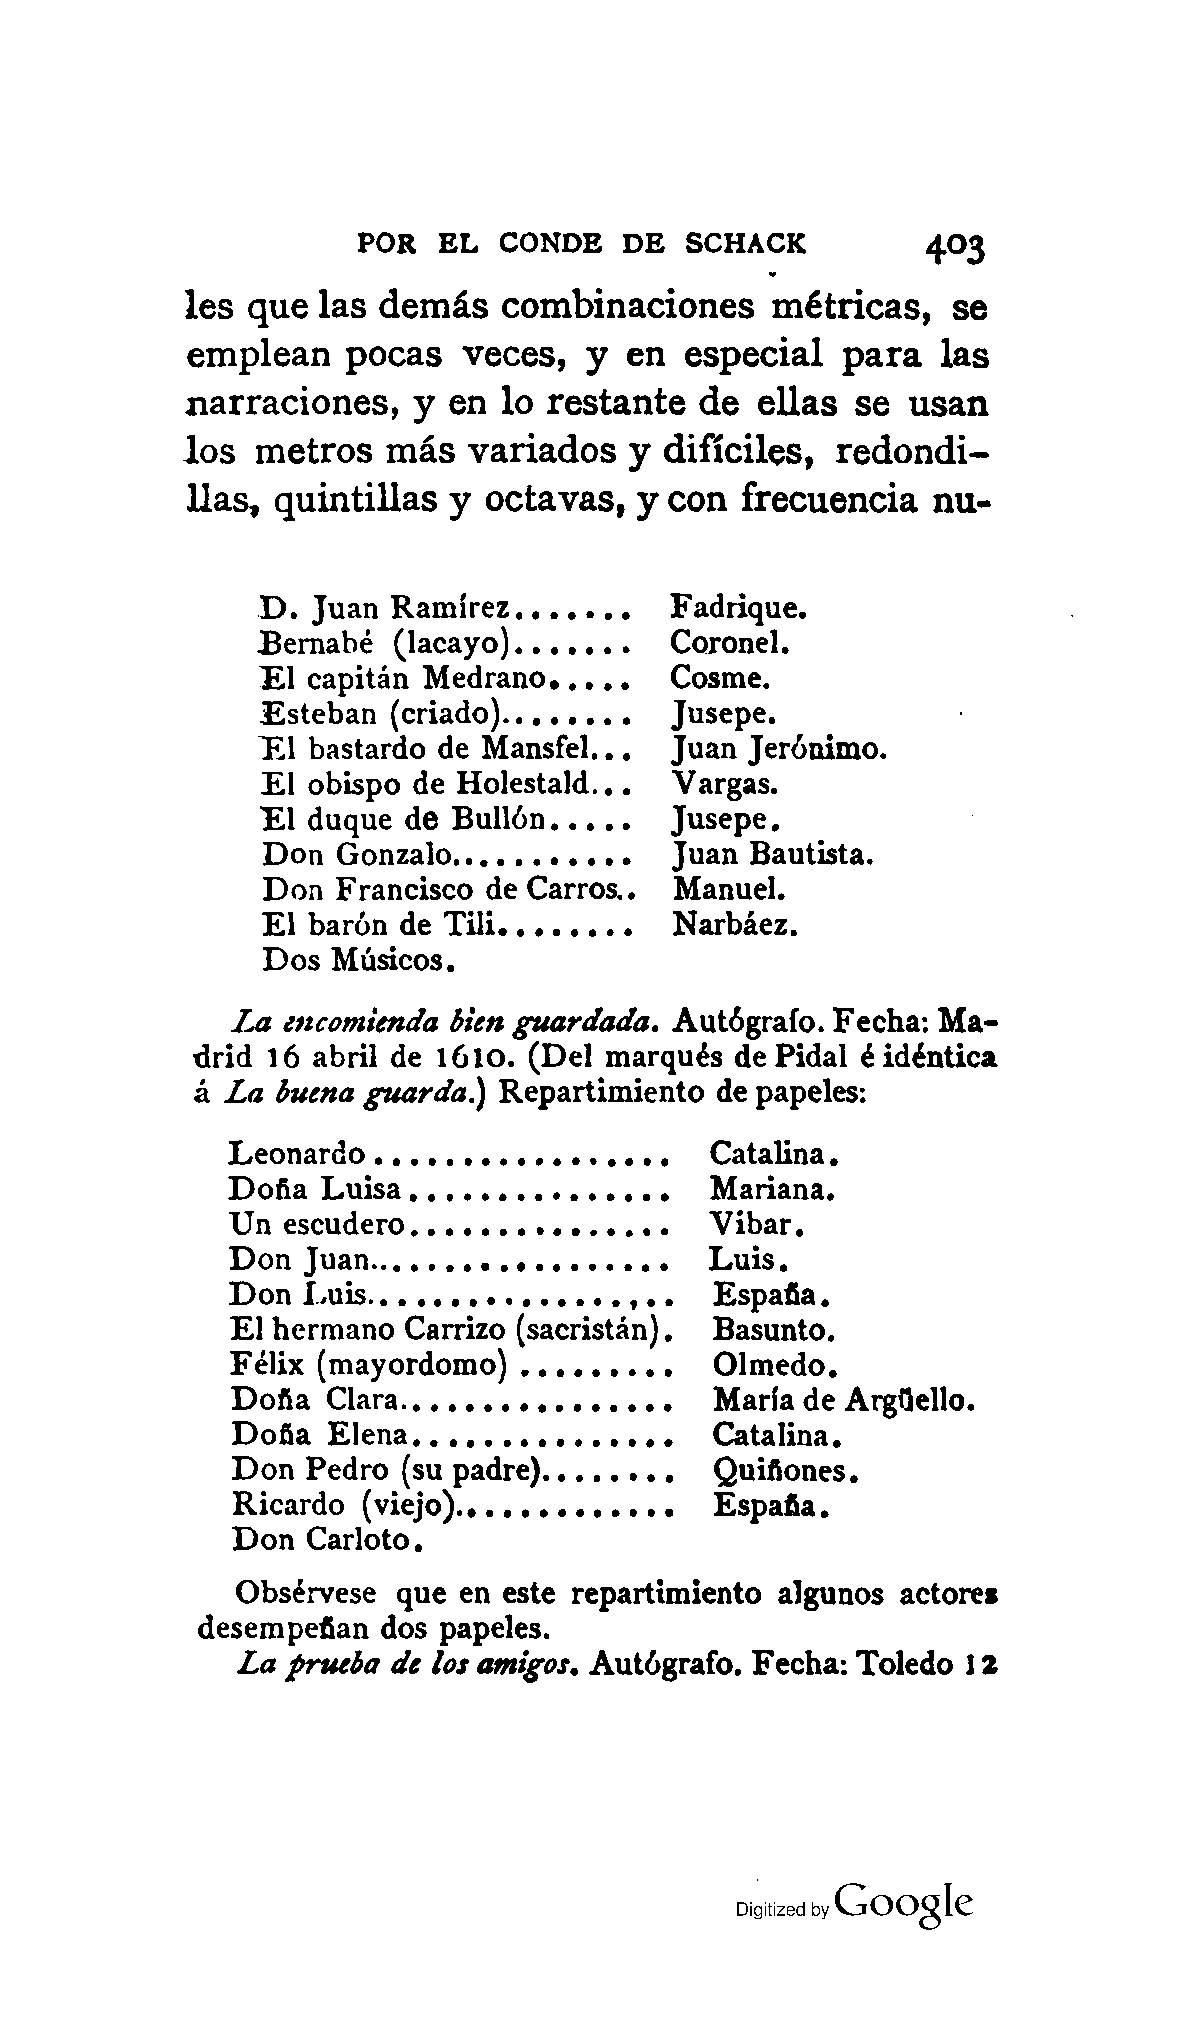 POR EL CONDE DE SCHACK 403
les que las demás combinaciones métricas, se
emplean pocas veces, y en especial para las
narraciones, y en lo restante de ellas se usan
los metros más variados y difíciles, redondi-
llas, quintillas y octavas, y con frecuencia nu-
D. Juan Ramírez....... Fadrique.
Bernabé (lacayo)....... Coronel.
El capitán Medrano..... Cosme.
Esteban (criado)........ Jusepe.
El bastardo de Mansfel... Juan Jerónimo.
El obispo de Holestald... Vargas.
El duque de Bullón..... Jusepe.
Don Gonzalo........... Juan Bautista.
Don Francisco de Carros.. Manuel.
El barón de Tili........ Narbáez.
Dos Músicos.
La encomienda bien guardada. Autógrafo. Fecha: Ma-
drid 16 abril de 1610. (Del marqués de Pidal é idéntica
á La buena guarda.) Repartimiento de papeles:
Leonardo ................. Catalina.
Doña Luisa............... Mariana.
Un escudero............... Vibar.
Don Juan................. Luis.
Don Luis................,.. España.
El hermano Carrizo (sacristán). Basunto.
Félix (mayordomo) ......... Olmedo.
Doña Clara................ María de Argüello.
Doña Elena............... Catalina.
Don Pedro (su padre)........ Quiñones.
Ricardo (viejo)............. España.
Don Carloto.
Obsérvese que en este repartimiento algunos actores
desempeñan dos papeles.
La prueba de los amigos. Autógrafo. Fecha: Toledo 12
Digitized by Google